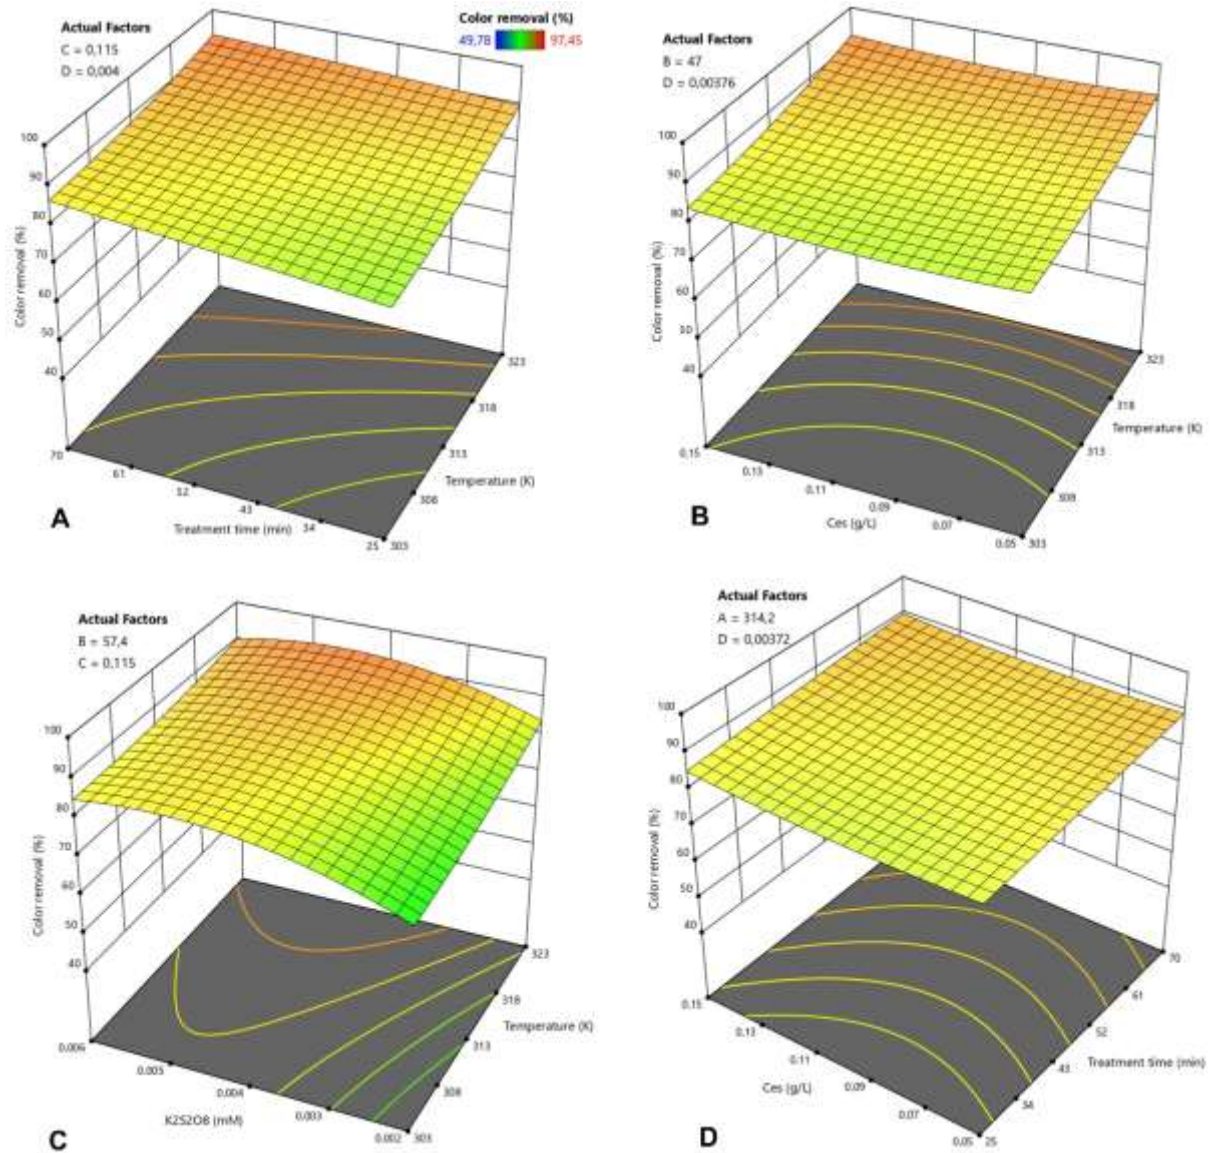 Actual Factors
C = 0,115
D = 0,004
Color removal (%)
49,78 97,45
100
90
80
70
60
50
40
Color removal (%)
70
61
52
43
34
25
Treatment time (min)
303
308
313
318
323
Temperature (K)
A
Actual Factors
B = 47
D = 0,00376
100
90
80
70
60
50
40
Color removal (%)
0.15
0.13
0.11
0.09
0.07
0.05
Ces (g/L)
303
308
313
318
323
Temperature (K)
B
Actual Factors
B = 57,4
C = 0,115
100
90
80
70
60
50
40
Color removal (%)
0.006
0.005
0.004
0.003
0.002
K2S2O8 (mM)
303
308
313
318
323
Temperature (K)
C
Actual Factors
A = 314,2
D = 0,00372
100
90
80
70
60
50
40
Color removal (%)
0.15
0.13
0.11
0.09
0.07
0.05
Ces (g/L)
25
34
43
52
61
70
Treatment time (min)
D